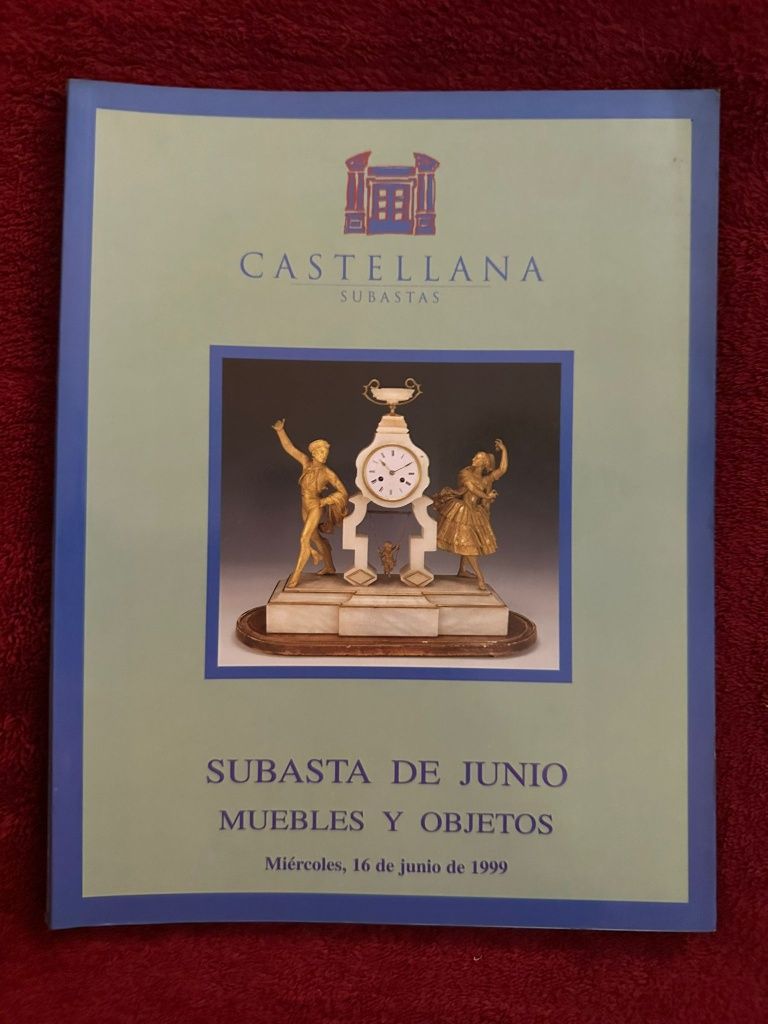 CASTELLANA
SUBASTAS
SUBASTA DE JUNIO
MUEBLES Y OBJETOS
Miércoles, 16 de junio de 1999